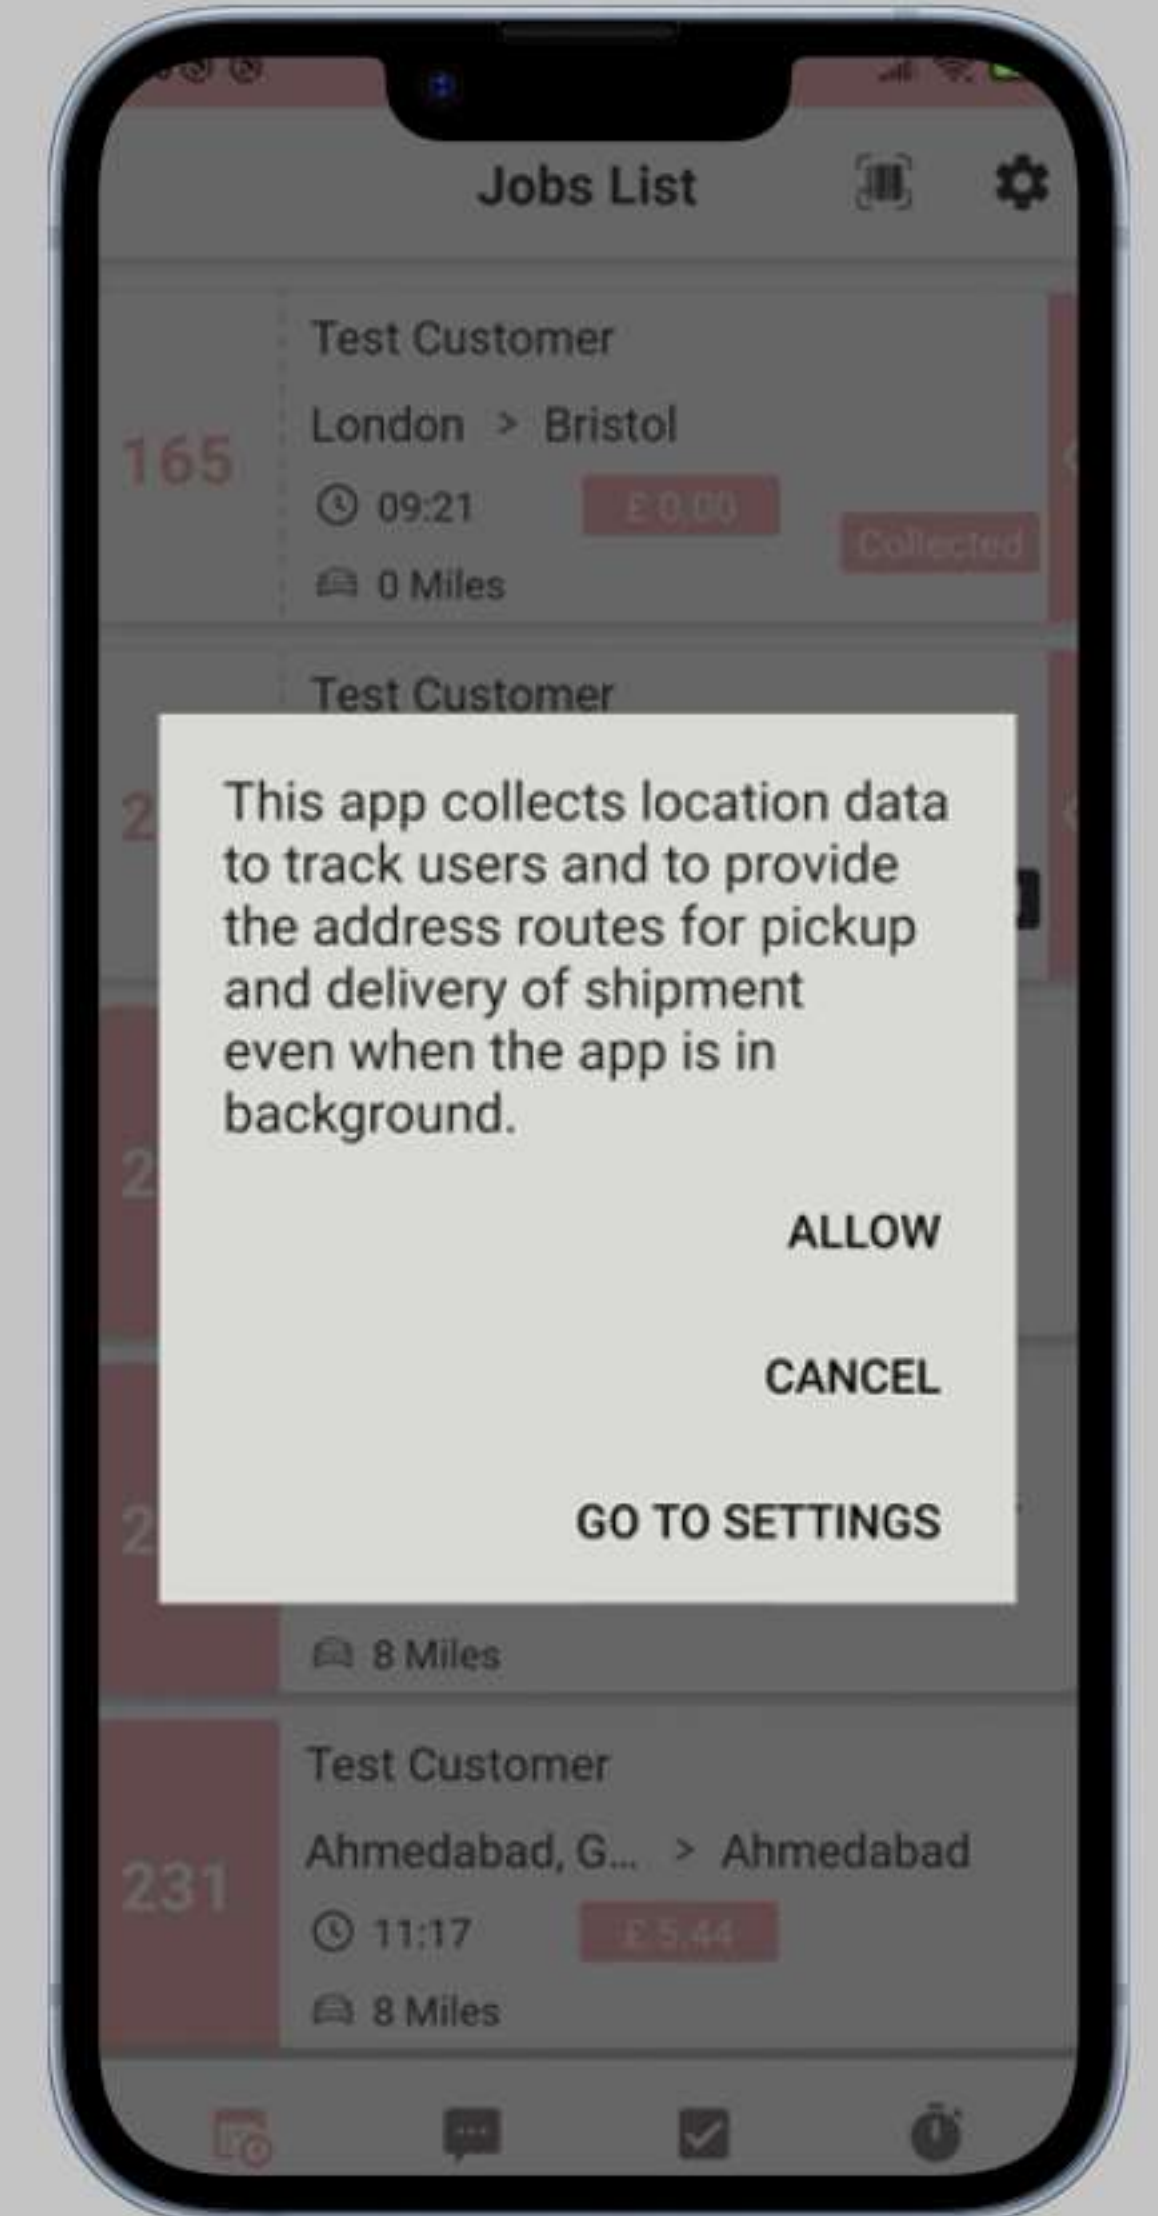 Jobs List
Test Customer
London > Bristol
165
09:21
£ 0.00
Collected
0 Miles
Test Customer
2
This app collects location data
to track users and to provide
the address routes for pickup
and delivery of shipment
even when the app is in
background.
2
ALLOW
CANCEL
2
GO TO SETTINGS
8 Miles
Test Customer
Ahmedabad, G... > Ahmedabad
231
11:17
£ 5.44
8 Miles